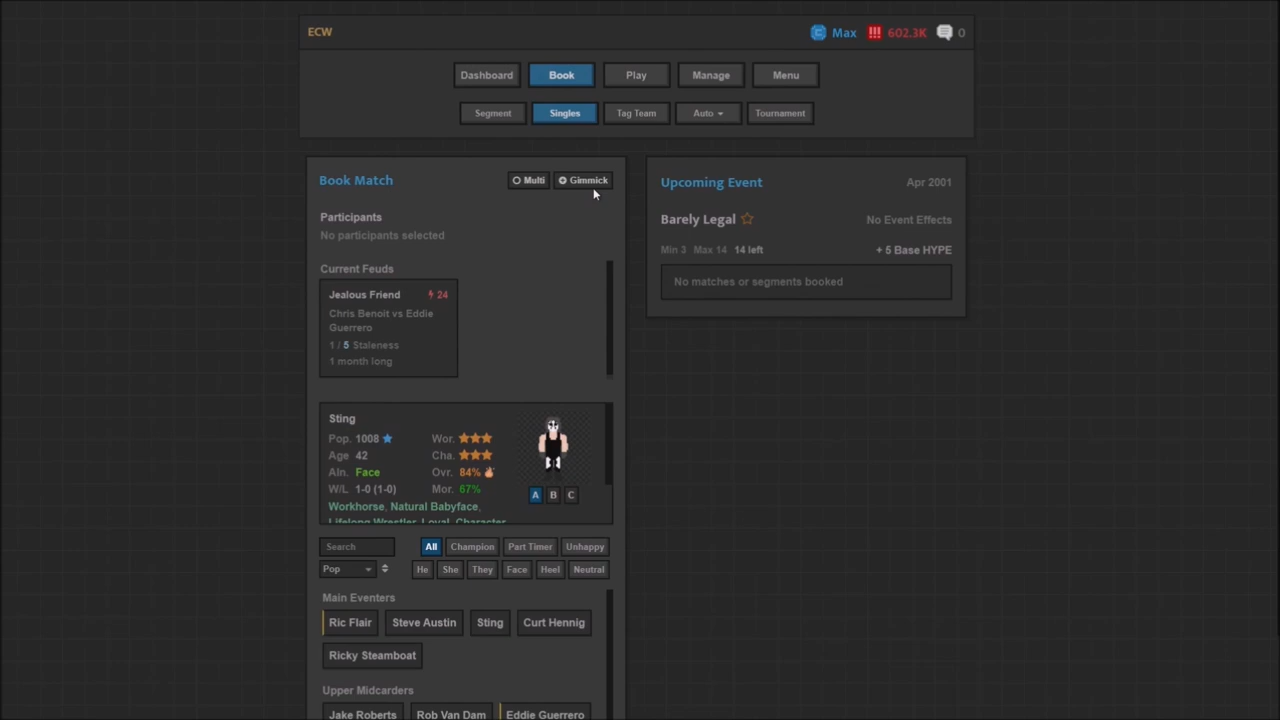 ECW
Max 602.3K 0
Dashboard Book Play Manage Menu
Segment Singles Tag Team Auto Tournament
Book Match Multi Gimmick
Participants
No participants selected
Current Feuds
Jealous Friend 24
Chris Benoit vs Eddie
Guerrero
1 / 5 Staleness
1 month long
Sting
Pop. 1008 Wor.
Age 42 Cha.
Aln. Face Ovr. 84%
W/L 1-0 (1-0) Mor. 67%
A B C
Workhorse, Natural Babyface,
Lifelong Wrestler, Loyal, Character
Search All Champion Part Timer Unhappy
Pop He She They Face Heel Neutral
Main Eventers
Ric Flair Steve Austin Sting Curt Hennig
Ricky Steamboat
Upper Midcarders
Jake Roberts Rob Van Dam Eddie Guerrero
Upcoming Event Apr 2001
Barely Legal No Event Effects
Min 3 Max 14 14 left + 5 Base HYPE
No matches or segments booked